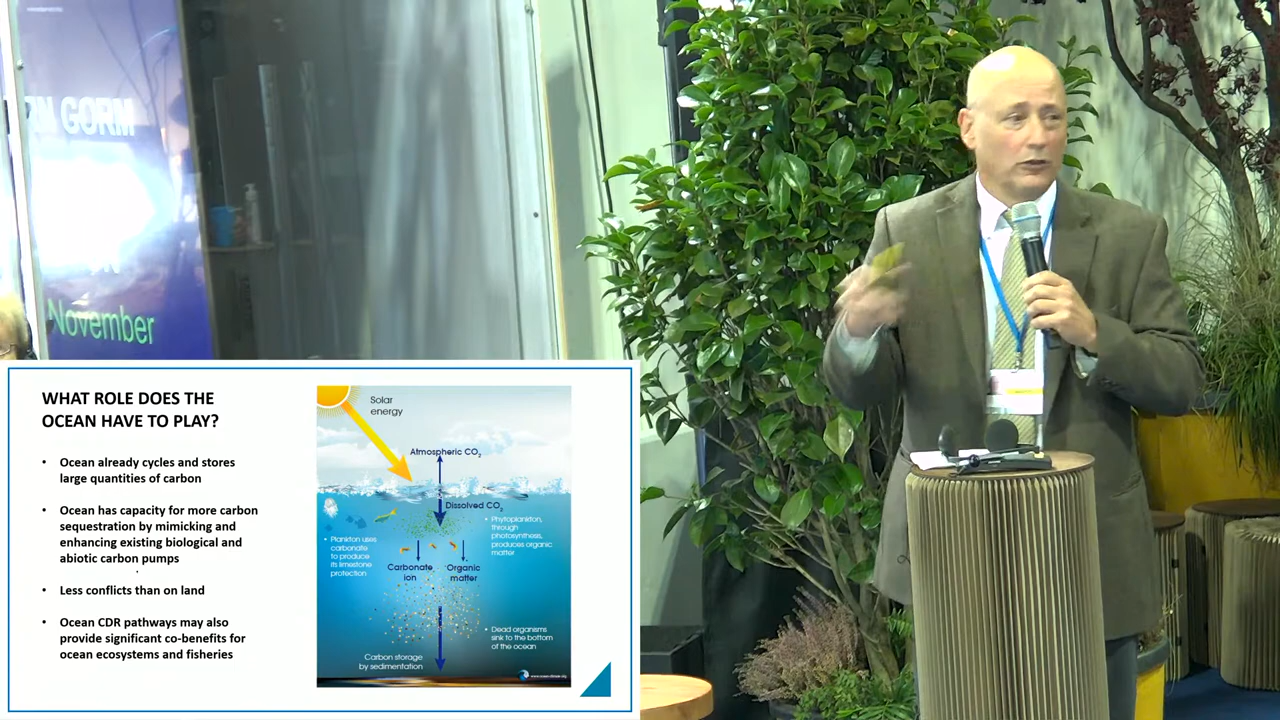 GORM
November
WHAT ROLE DOES THE
OCEAN HAVE TO PLAY?
• Ocean already cycles and stores
large quantities of carbon
• Ocean has capacity for more carbon
sequestration by mimicking and
enhancing existing biological and
abiotic carbon pumps
• Less conflicts than on land
• Ocean CDR pathways may also
provide significant co-benefits for
ocean ecosystems and fisheries
Solar
energy
Atmospheric CO2
Dissolved CO2
• Phytoplankton,
through
photosynthesis,
produces organic
matter
• Plankton uses
carbonate
to produce
its limestone
protection
Carbonate
ion
Organic
matter
• Dead organisms
sink to the bottom
of the ocean
Carbon storage
by sedimentation
www.ocean-climate.org